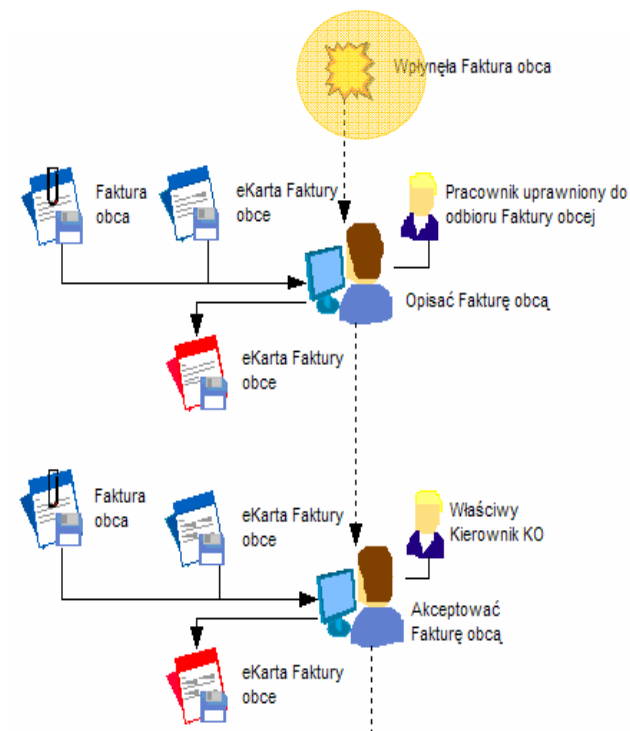 Wpłynęła Faktura obca
Faktura
obca
eKarta Faktury
obce
Pracownik uprawniony do
odbioru Faktury obcej
Opisać Fakturę obcą
eKarta Faktury
obce
Faktura
obca
eKarta Faktury
obce
Właściwy
Kierownik KO
Akceptować
Fakturę obcą
eKarta Faktury
obce